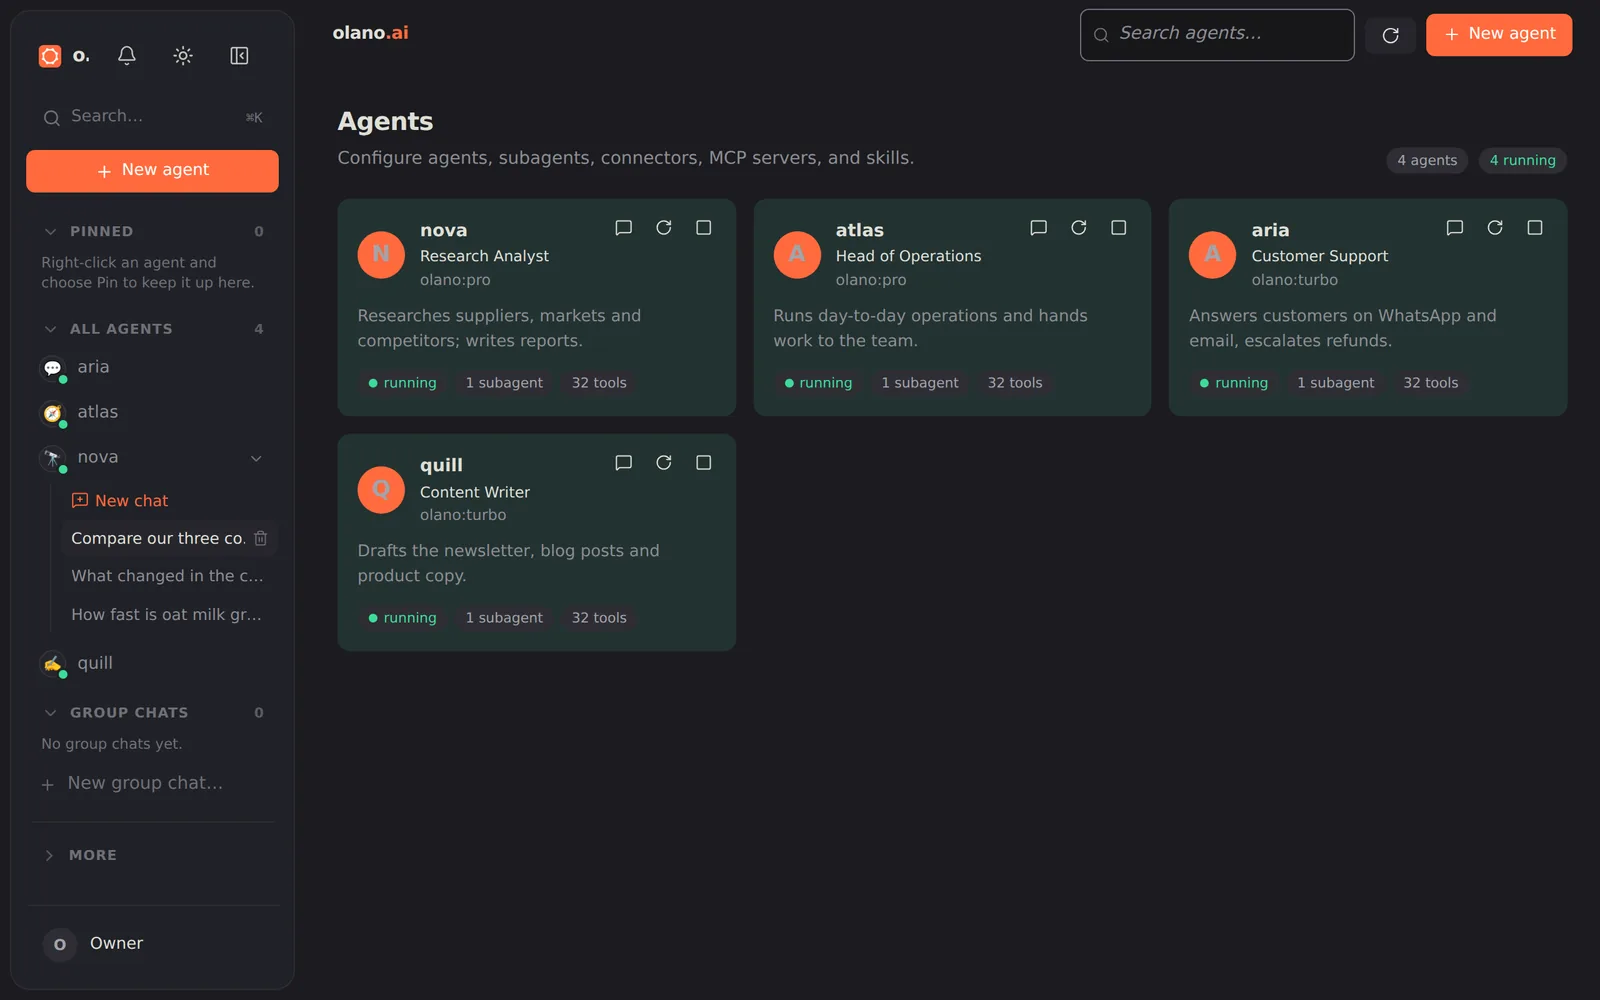 o.
Search...
⌘K
+ New agent
PINNED 0
Right-click an agent and
choose Pin to keep it up here.
ALL AGENTS 4
aria
atlas
nova
New chat
Compare our three co.
What changed in the c...
How fast is oat milk gr...
quill
GROUP CHATS 0
No group chats yet.
+ New group chat...
MORE
O Owner
olano.ai
Search agents...
+ New agent
Agents
Configure agents, subagents, connectors, MCP servers, and skills.
4 agents 4 running
N
nova
Research Analyst
olano:pro
Researches suppliers, markets and
competitors; writes reports.
running 1 subagent 32 tools
A
atlas
Head of Operations
olano:pro
Runs day-to-day operations and hands
work to the team.
running 1 subagent 32 tools
A
aria
Customer Support
olano:turbo
Answers customers on WhatsApp and
email, escalates refunds.
running 1 subagent 32 tools
Q
quill
Content Writer
olano:turbo
Drafts the newsletter, blog posts and
product copy.
running 1 subagent 32 tools